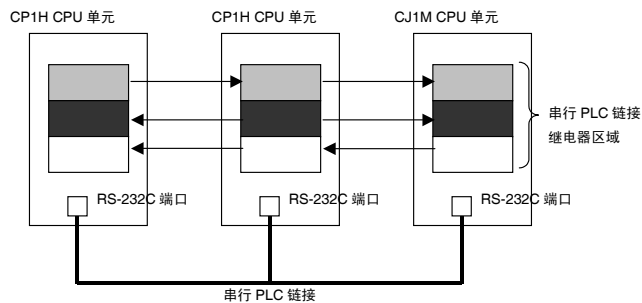 CP1H CPU 单元
CP1H CPU 单元
CJ1M CPU 单元
串行 PLC 链接
继电器区域
RS-232C 端口
RS-232C 端口
RS-232C 端口
串行 PLC 链接